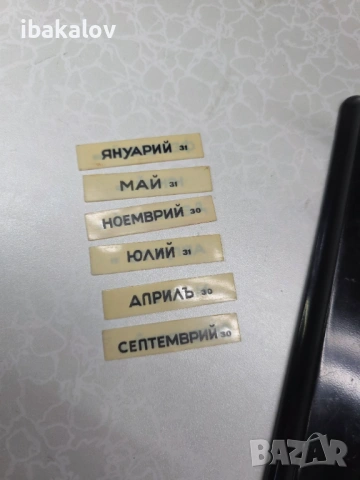 ibakalov
ЯНУАРИЙ 31
МАЙ 31
НОЕМВРИЙ 30
ЮЛИЙ 31
АПРИЛЪ 30
СЕПТЕМВРИЙ 30
BAZAR